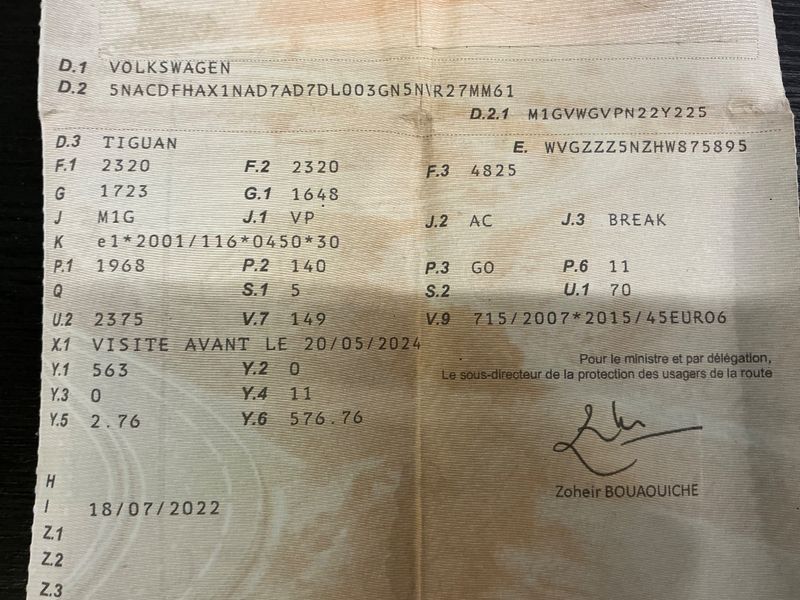 D.1 VOLKSWAGEN
D.2 5NACDFHAX1NAD7AD7DL003GN5NVR27MM61
D.2.1 M1GVWGVPN22Y225
D.3 TIGUAN E. WVGZZZ5NZHW875895
F.1 2320 F.2 2320 F.3 4825
G 1723 G.1 1648
J M1G J.1 VP J.2 AC J.3 BREAK
K e1*2001/116*0450*30
P.1 1968 P.2 140 P.3 GO P.6 11
Q S.1 5 S.2 U.1 70
U.2 2375 V.7 149 V.9 715/2007*2015/45EURO6
X.1 VISITE AVANT LE 20/05/2024
Pour le ministre et par délégation,
Y.1 563 Y.2 0 Le sous-directeur de la protection des usagers de la route
Y.3 0 Y.4 11
Y.5 2.76 Y.6 576.76
H
Zoheir BOUAOUICHE
I 18/07/2022
Z.1
Z.2
Z.3